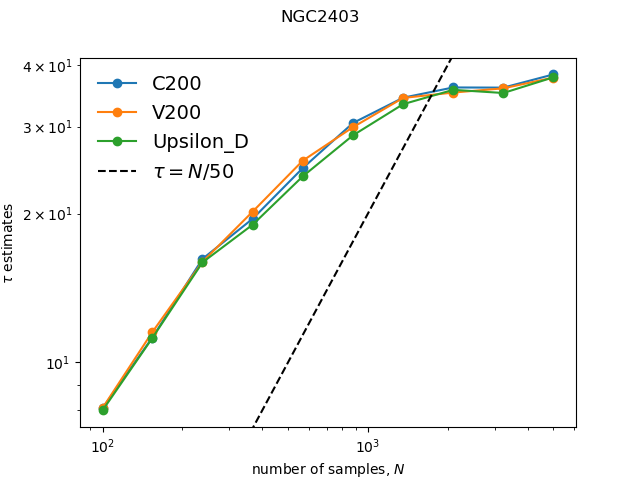 NGC2403
4 × 10¹
3 × 10¹
2 × 10¹
10¹
τ estimates
C200
V200
Upsilon_D
τ = N/50
10² 10³
number of samples, N